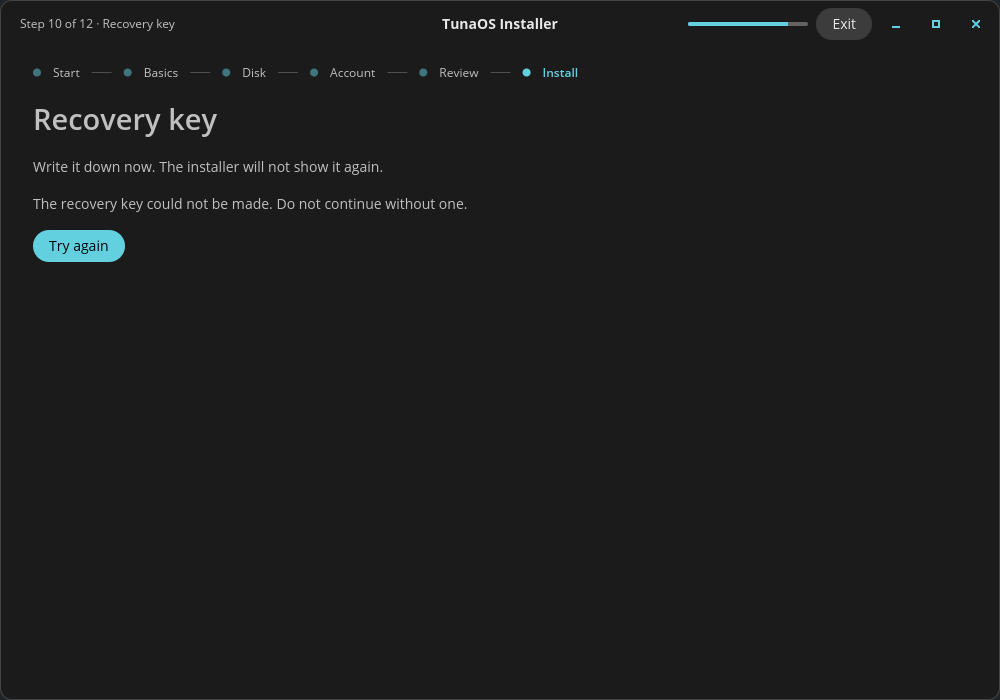 Step 10 of 12 · Recovery key
TunaOS Installer
Exit
Start
Basics
Disk
Account
Review
Install
Recovery key
Write it down now. The installer will not show it again.
The recovery key could not be made. Do not continue without one.
Try again